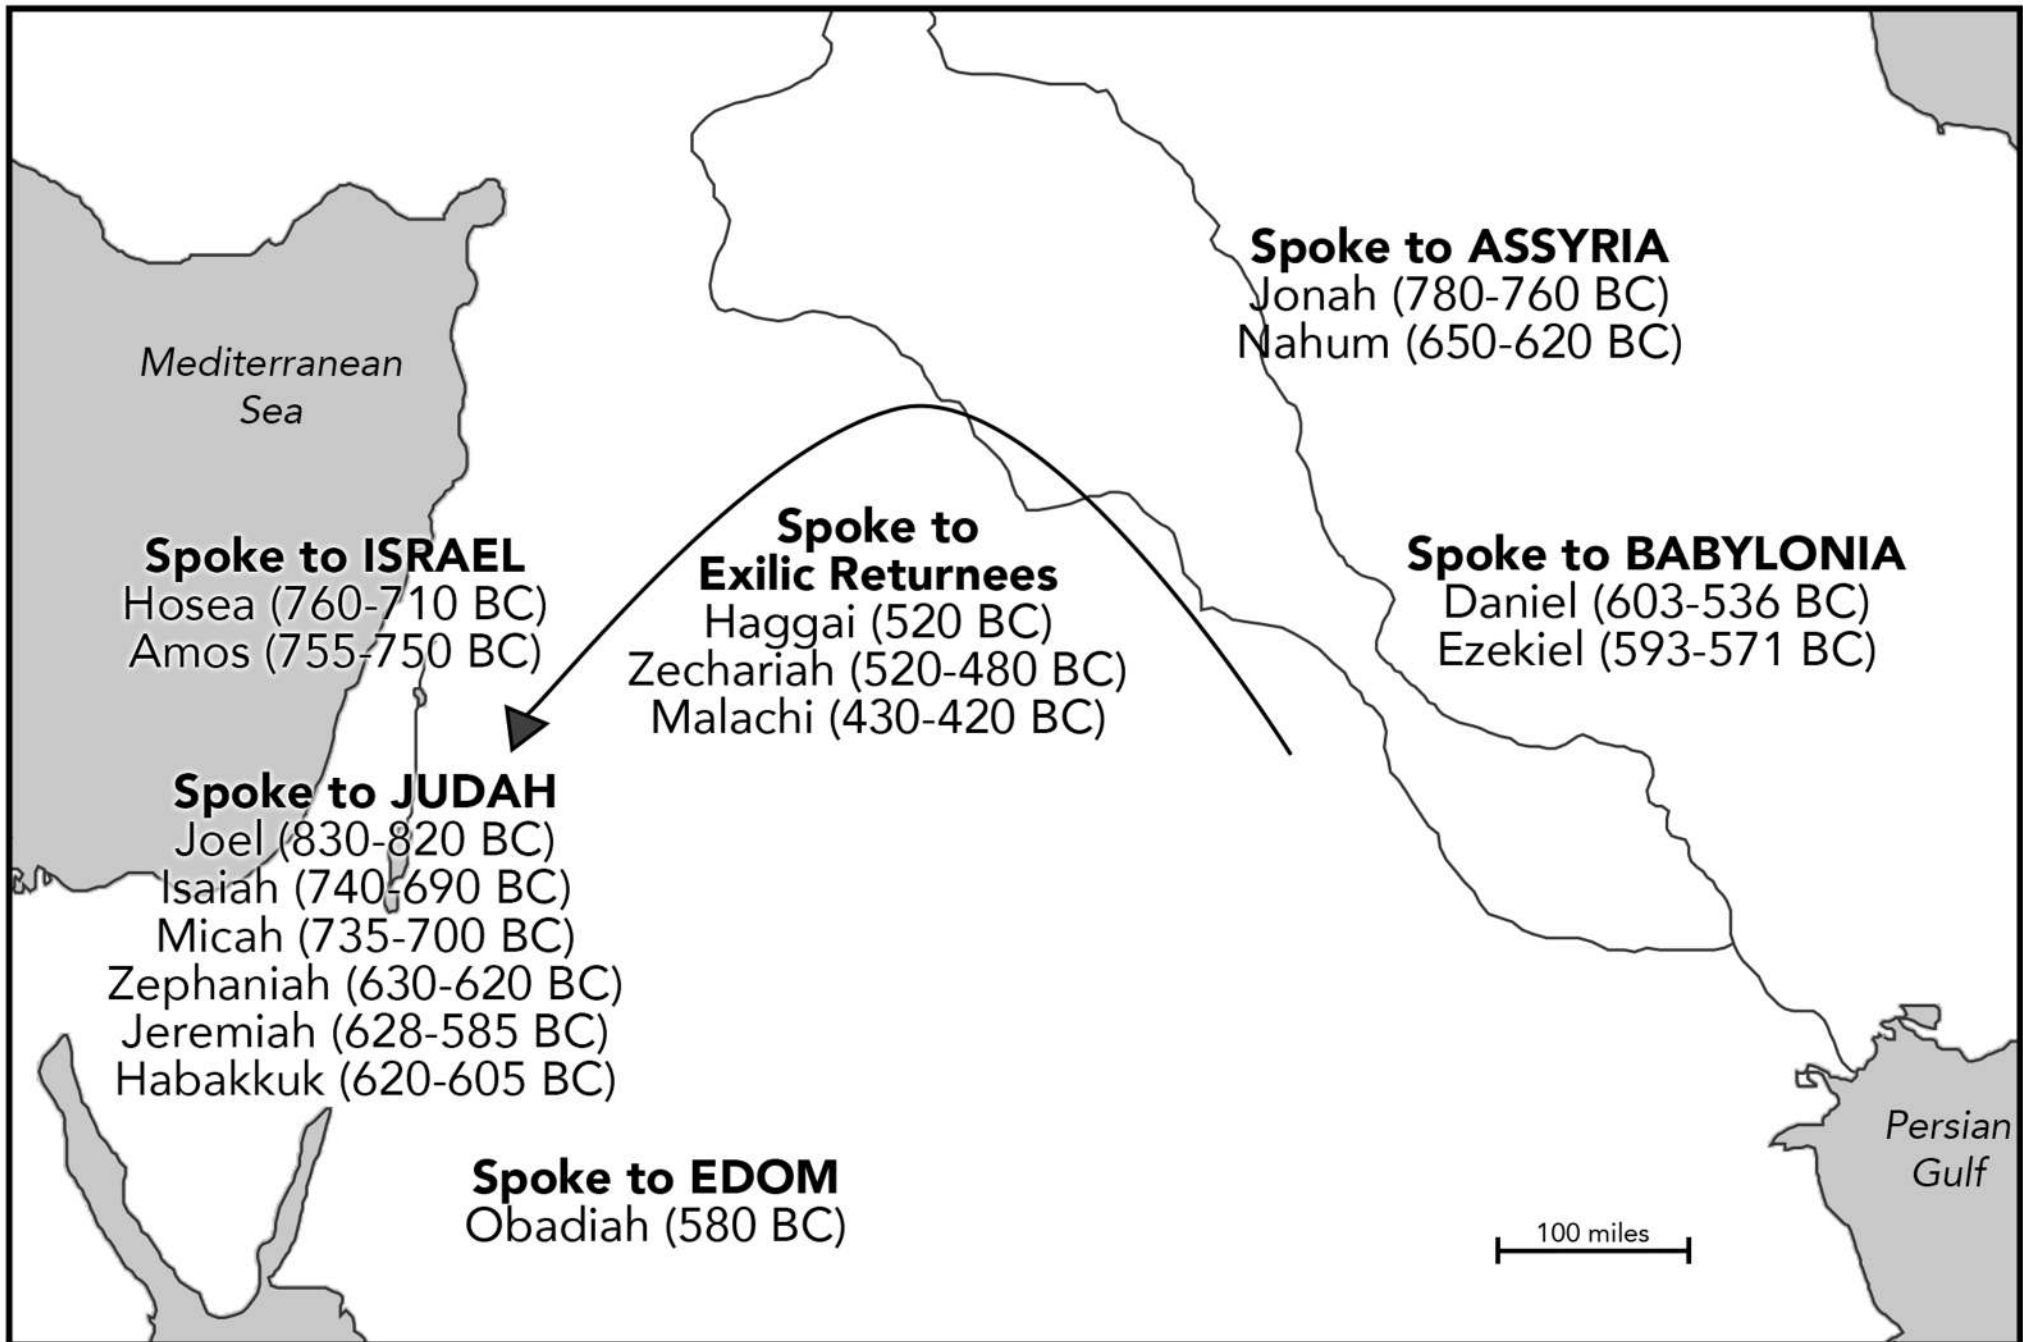 Spoke to ASSYRIA
Jonah (780-760 BC)
Nahum (650-620 BC)
Mediterranean
Sea
Spoke to ISRAEL
Hosea (760-710 BC)
Amos (755-750 BC)
Spoke to
Exilic Returnees
Haggai (520 BC)
Zechariah (520-480 BC)
Malachi (430-420 BC)
Spoke to BABYLONIA
Daniel (603-536 BC)
Ezekiel (593-571 BC)
Spoke to JUDAH
Joel (830-820 BC)
Isaiah (740-690 BC)
Micah (735-700 BC)
Zephaniah (630-620 BC)
Jeremiah (628-585 BC)
Habakkuk (620-605 BC)
Spoke to EDOM
Obadiah (580 BC)
Persian
Gulf
100 miles